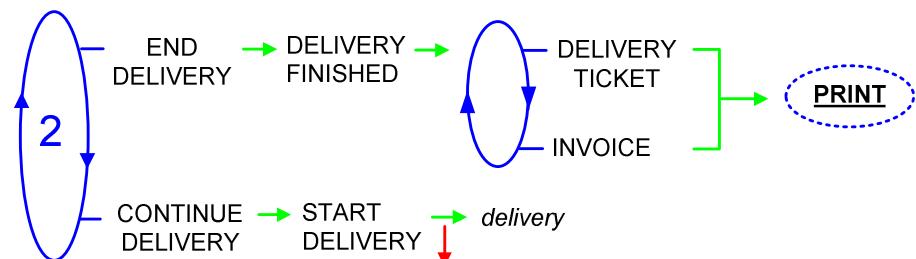 END
DELIVERY
DELIVERY
FINISHED
DELIVERY
TICKET
PRINT
2
INVOICE
CONTINUE
DELIVERY
START
DELIVERY
delivery